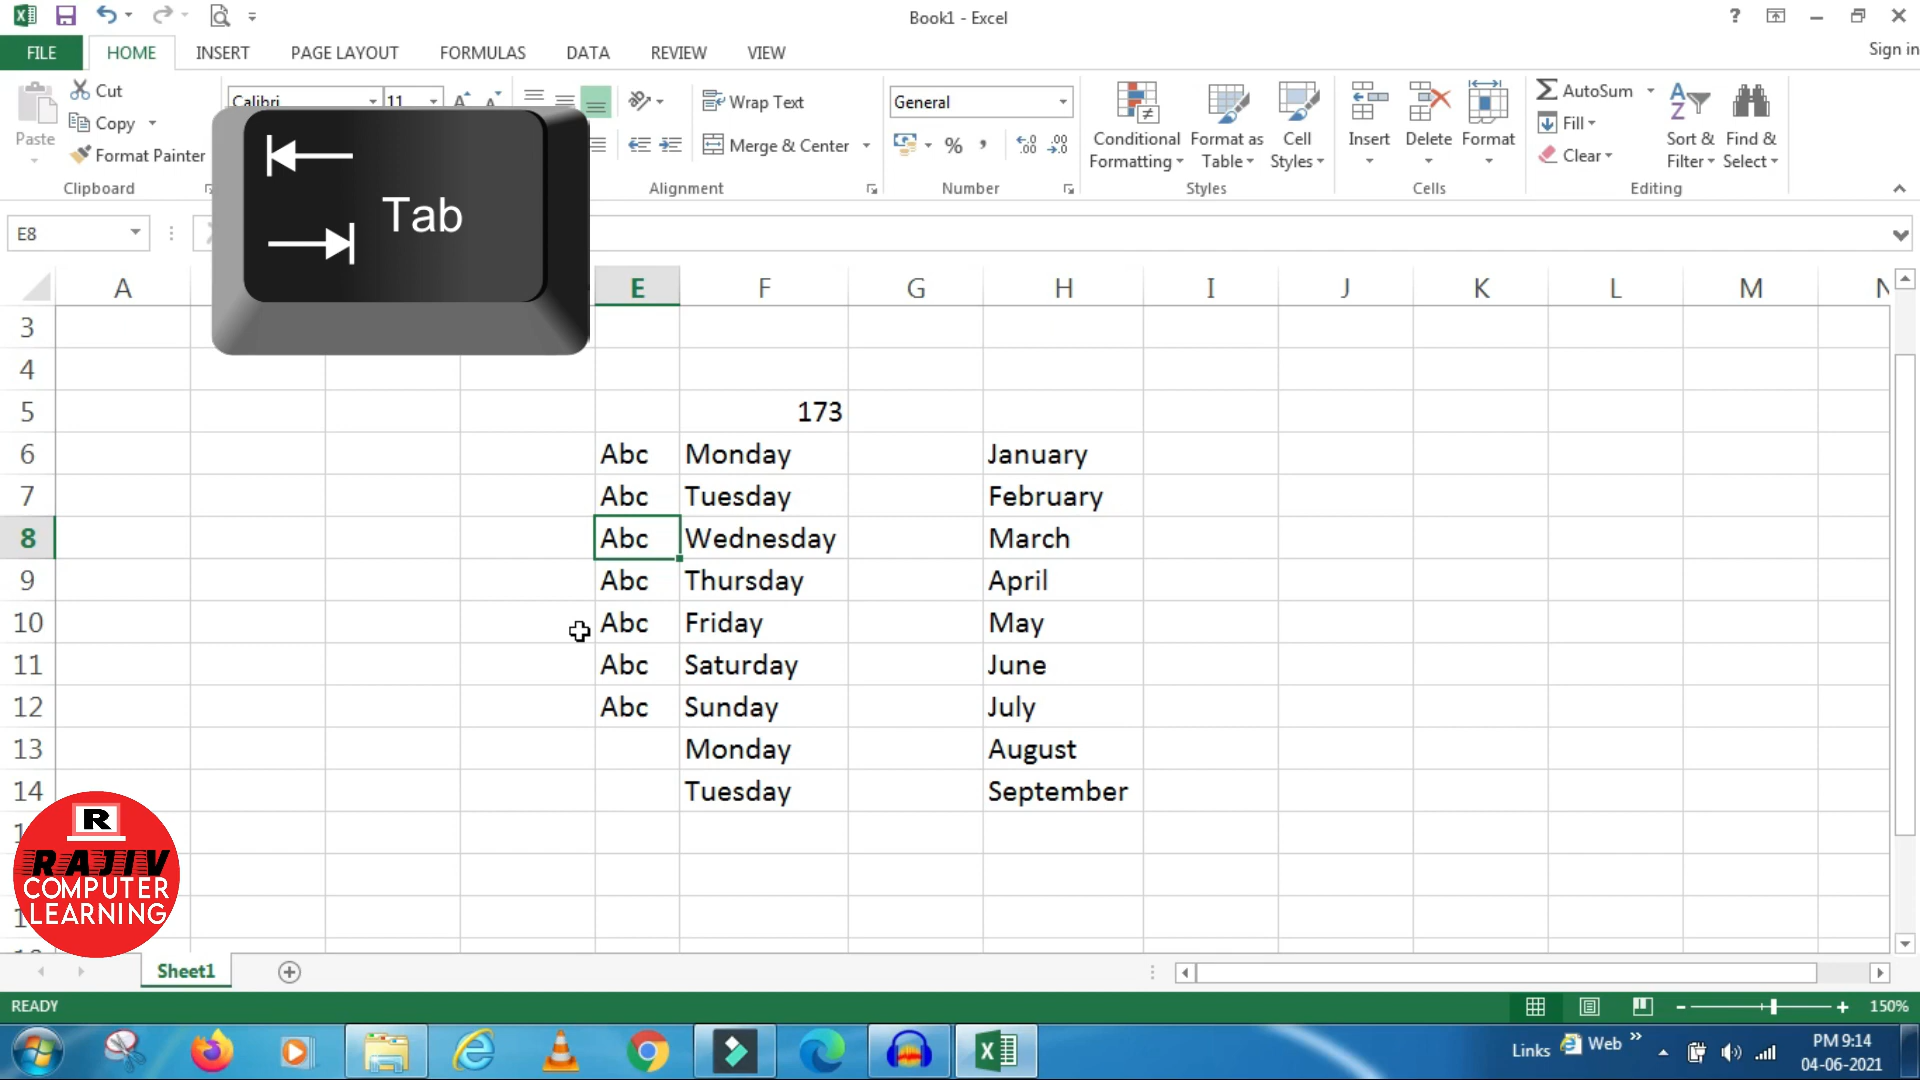 Book1 - Excel
?
FILE HOME INSERT PAGE LAYOUT FORMULAS DATA REVIEW VIEW
Sign in
Paste
Cut
Copy
Format Painter
Clipboard
Calibri 11
Wrap Text
Merge & Center
Alignment
General
%
Number
Conditional Formatting
Format as Table
Cell Styles
Styles
Insert
Delete
Format
Cells
AutoSum
Fill
Clear
Sort & Filter
Find & Select
Editing
Tab
E8
A E F G H I J K L M N
3
4
5 173
6 Abc Monday January
7 Abc Tuesday February
8 Abc Wednesday March
9 Abc Thursday April
10 Abc Friday May
11 Abc Saturday June
12 Abc Sunday July
13 Monday August
14 Tuesday September
R
RAJIV
COMPUTER
LEARNING
Sheet1
READY
150%
Links
Web
PM 9:14
04-06-2021